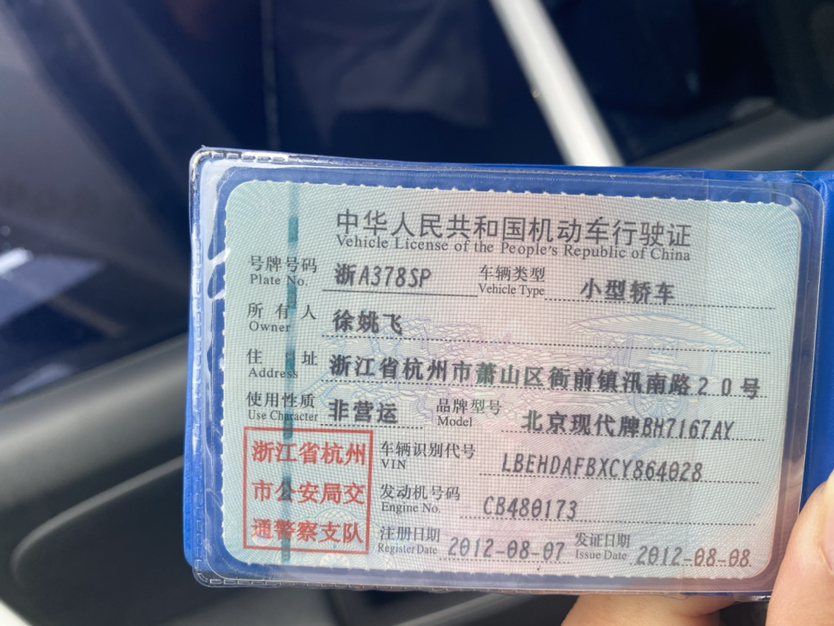 中华人民共和国机动车行驶证
Vehicle License of the People's Republic of China
号牌号码 浙A378SP 车辆类型 小型轿车
Plate No. Vehicle Type
所有人 徐姚飞
Owner
住址 浙江省杭州市萧山区衙前镇汛南路20号
Address
使用性质 非营运 品牌型号 北京现代牌BH7167AY
Use Character Model
浙江省杭州 车辆识别代号 LBEHDAFBXCY864028
VIN
市公安局交 发动机号码 CB480173
Engine No.
通警察支队 注册日期 2012-08-07 发证日期 2012-08-08
Register Date Issue Date